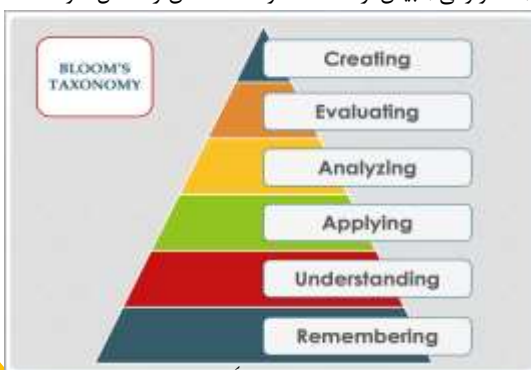 BLOOM'S
TAXONOMY
Creating
Evaluating
Analyzing
Applying
Understanding
Remembering